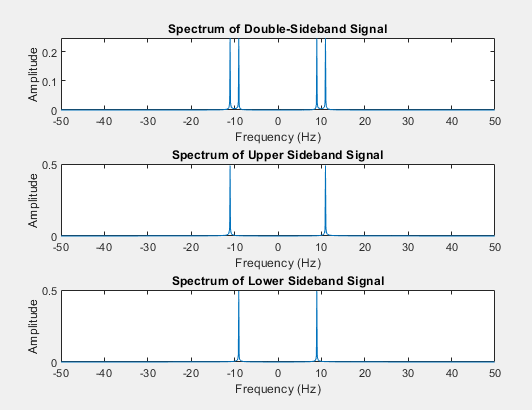 Spectrum of Double-Sideband Signal
0.2
0.1
0
Amplitude
-50 -40 -30 -20 -10 0 10 20 30 40 50
Frequency (Hz)
Spectrum of Upper Sideband Signal
0.5
0
Amplitude
-50 -40 -30 -20 -10 0 10 20 30 40 50
Frequency (Hz)
Spectrum of Lower Sideband Signal
0.5
0
Amplitude
-50 -40 -30 -20 -10 0 10 20 30 40 50
Frequency (Hz)